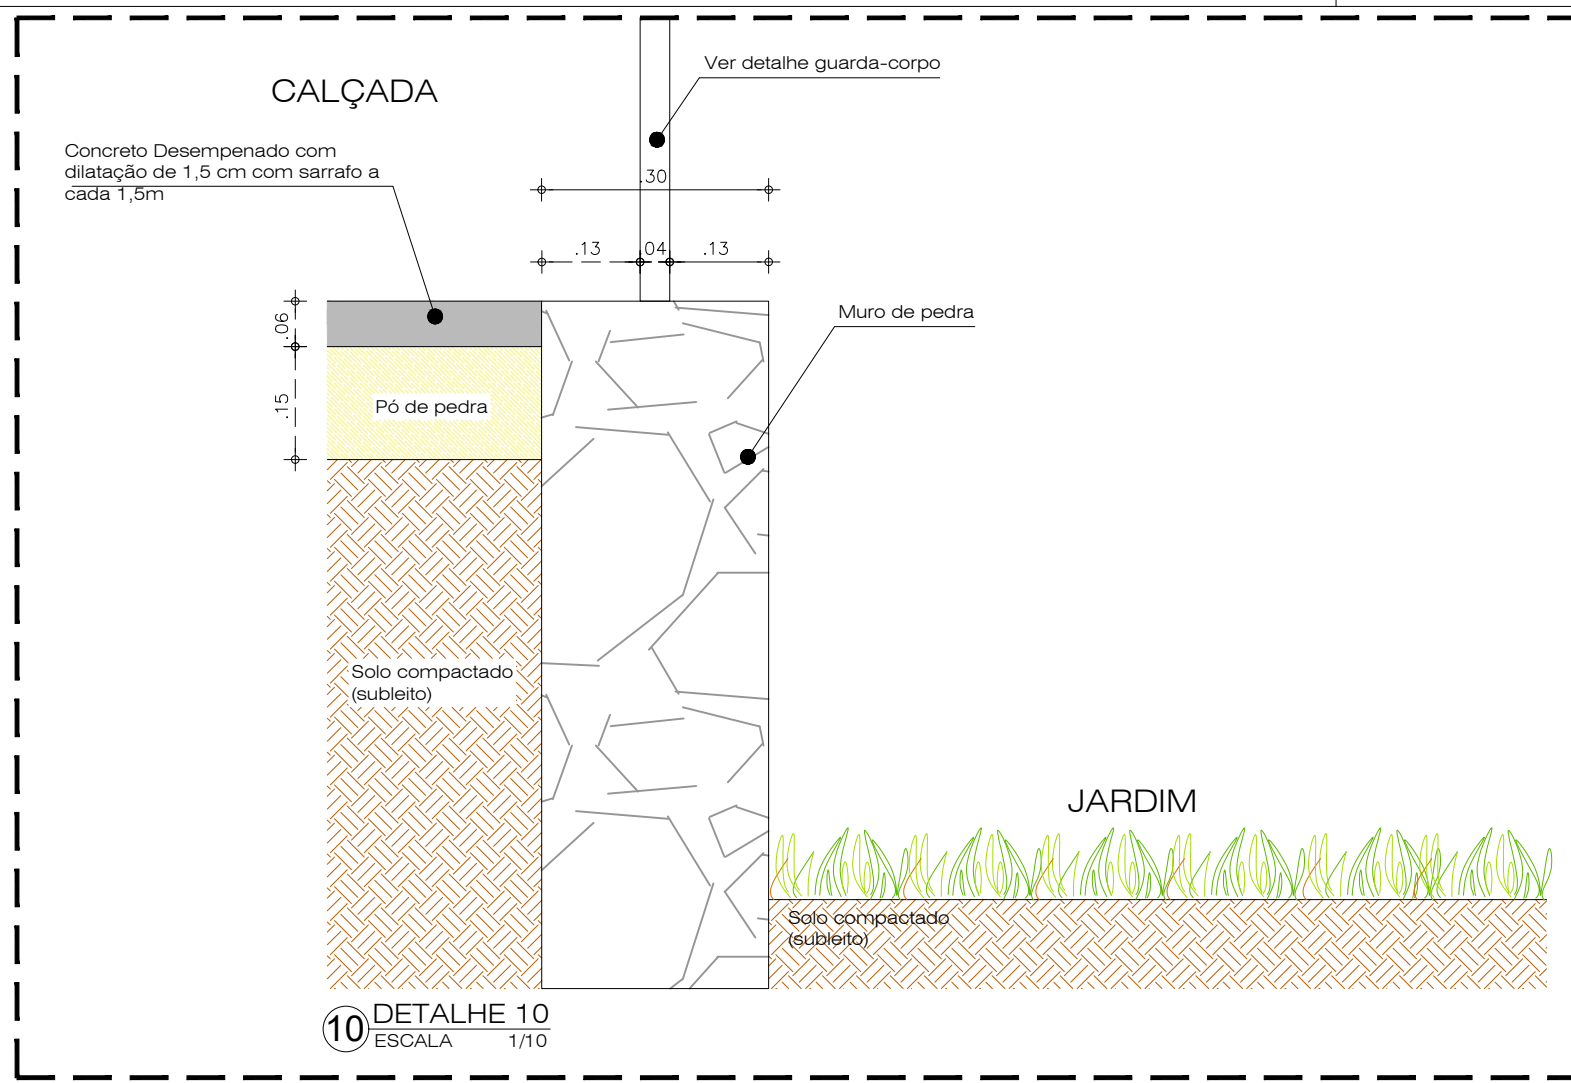 Ver detalhe guarda-corpo
CALÇADA
Concreto Desempenado com
dilatação de 1,5 cm com sarrafo a
cada 1,5m
.30
.13
.04
.13
.06
Muro de pedra
.15
Pó de pedra
Solo compactado
(subleito)
JARDIM
Solo compactado
(subleito)
10
DETALHE 10
ESCALA 1/10